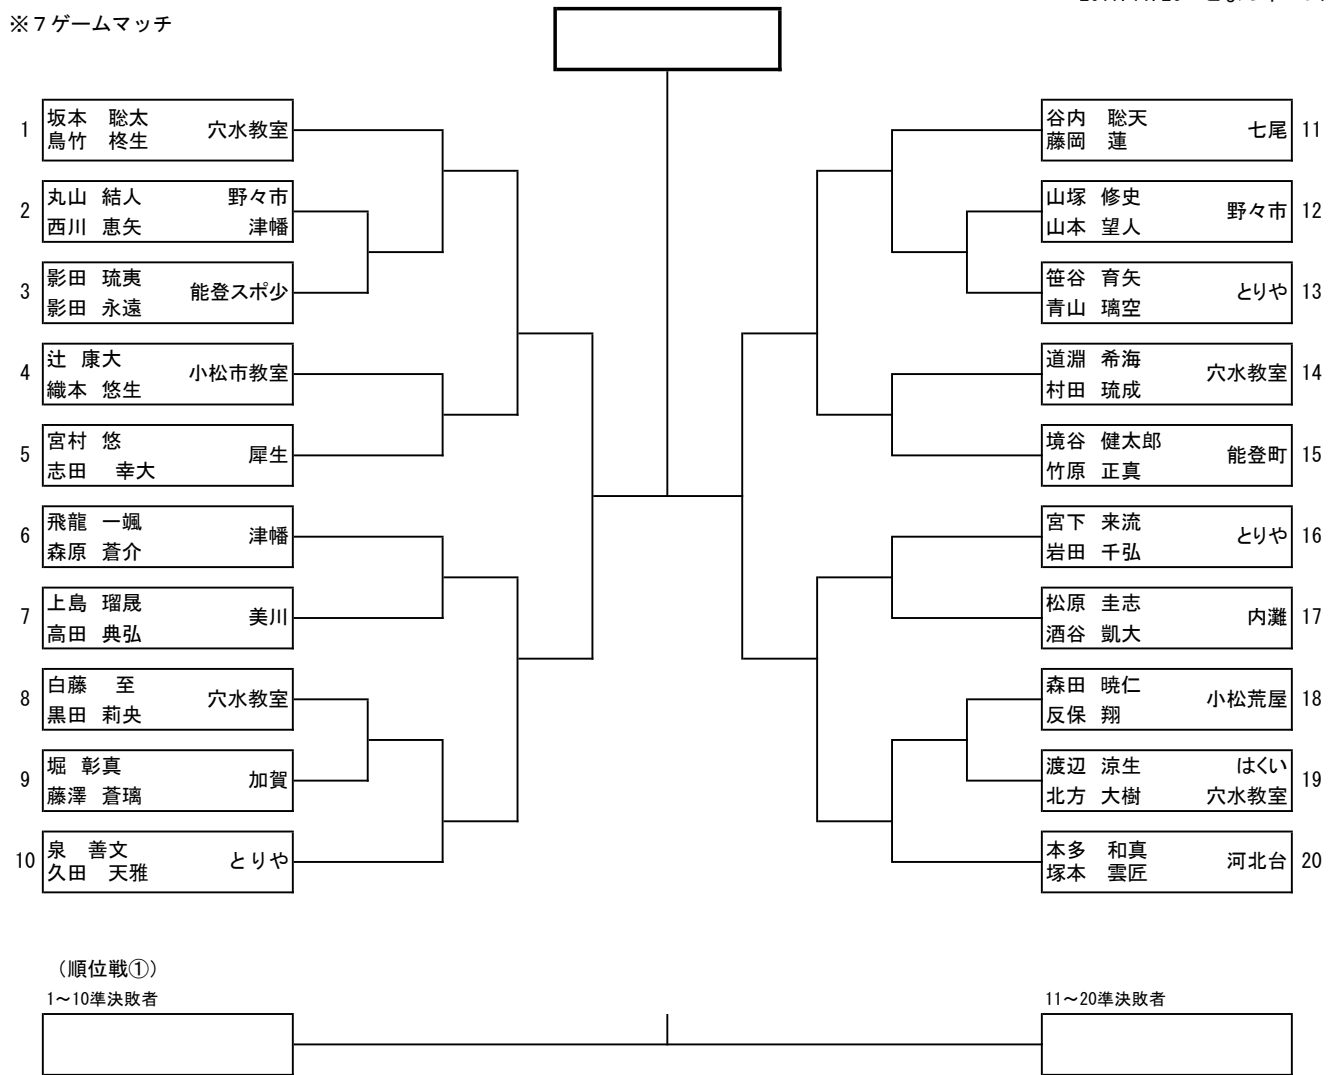 ※７ゲームマッチ
1 坂本 聡太 穴水教室
鳥竹 柊生
2 丸山 結人 野々市
西川 恵矢 津幡
3 影田 琉夷 能登スポ少
影田 永遠
4 辻 康大 小松市教室
織本 悠生
5 宮村 悠 犀生
志田 幸大
6 飛龍 一颯 津幡
森原 蒼介
7 上島 瑠晟 美川
高田 典弘
8 白藤 至 穴水教室
黒田 莉央
9 堀 彰真 加賀
藤澤 蒼璃
10 泉 善文 とりや
久田 天雅
谷内 聡天 七尾 11
藤岡 蓮
山塚 修史 野々市 12
山本 望人
笹谷 育矢 とりや 13
青山 璃空
道淵 希海 穴水教室 14
村田 琉成
境谷 健太郎 能登町 15
竹原 正真
宮下 来流 とりや 16
岩田 千弘
松原 圭志 内灘 17
酒谷 凱大
森田 暁仁 小松荒屋 18
反保 翔
渡辺 涼生 はくい 19
北方 大樹 穴水教室
本多 和真 河北台 20
塚本 雲匠
（順位戦①）
1～10準決敗者
11～20準決敗者